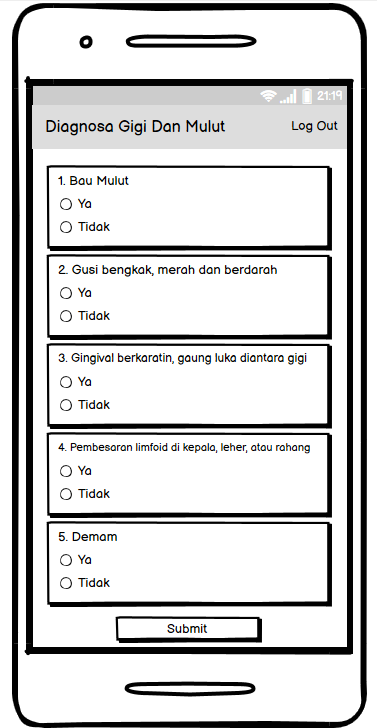 21:19
Diagnosa Gigi Dan Mulut Log Out
1. Bau Mulut
Ya
Tidak
2. Gusi bengkak, merah dan berdarah
Ya
Tidak
3. Gingival berkaratin, gaung luka diantara gigi
Ya
Tidak
4. Pembesaran limfoid di kepala, leher, atau rahang
Ya
Tidak
5. Demam
Ya
Tidak
Submit